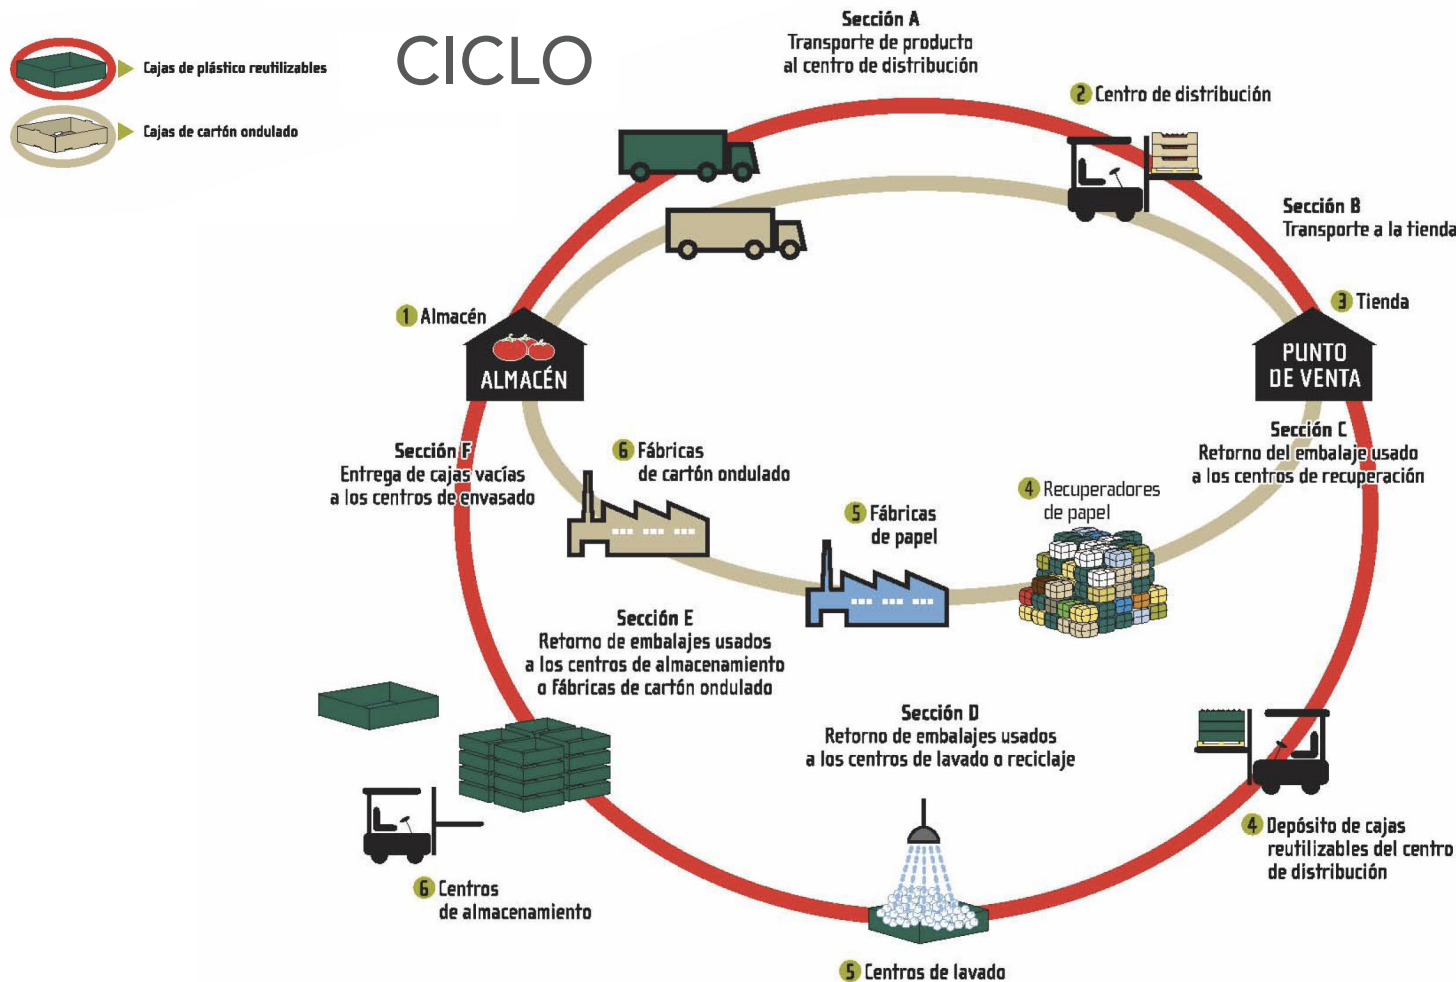 CICLO
Cajas de plástico reutilizables
Cajas de cartón ondulado
Sección A
Transporte de producto
al centro de distribución
2 Centro de distribución
Sección B
Transporte a la tienda
1 Almacén
ALMACÉN
3 Tienda
PUNTO
DE VENTA
Sección C
Retorno del embalaje usado
a los centros de recuperación
Sección F
Entrega de cajas vacías
a los centros de envasado
6 Fábricas
de cartón ondulado
5 Fábricas
de papel
4 Recuperadores
de papel
Sección E
Retorno de embalajes usados
a los centros de almacenamiento
o fábricas de cartón ondulado
Sección D
Retorno de embalajes usados
a los centros de lavado o reciclaje
4 Depósito de cajas
reutilizables del centro
de distribución
6 Centros
de almacenamiento
5 Centros de lavado